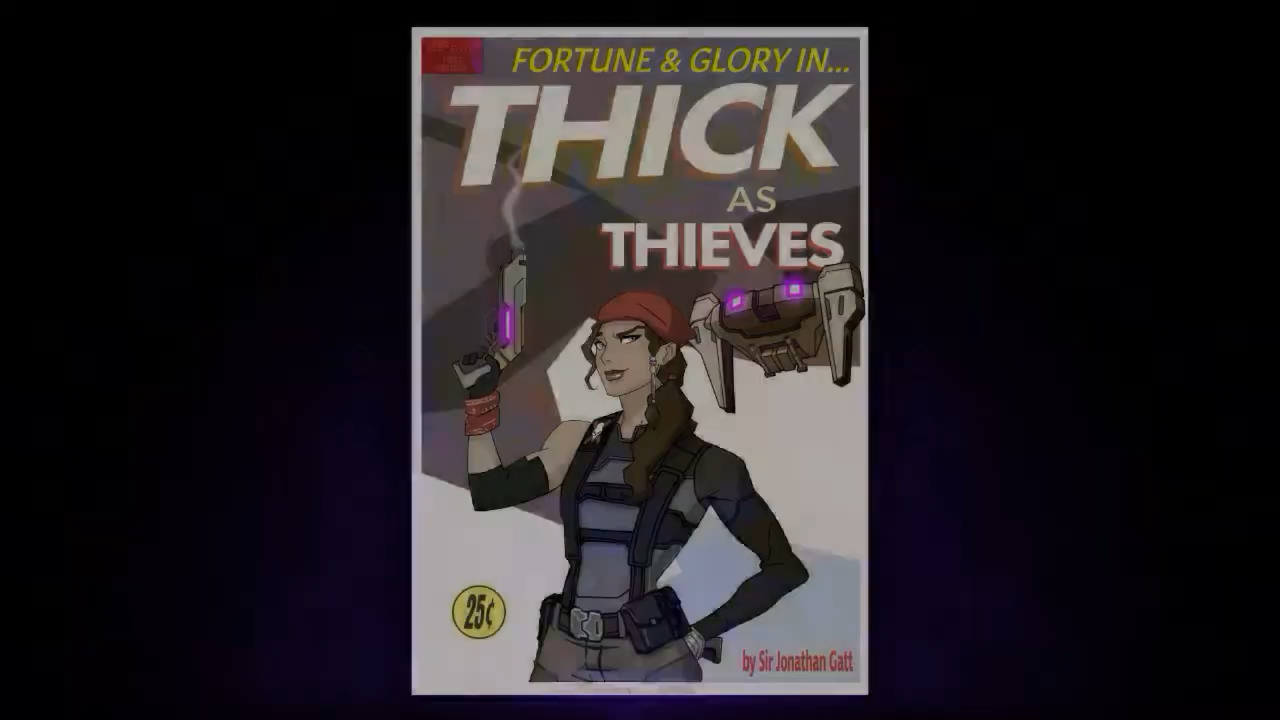 FORTUNE & GLORY IN...
THICK
AS
THIEVES
25¢
by Sir Jonathan Gatt